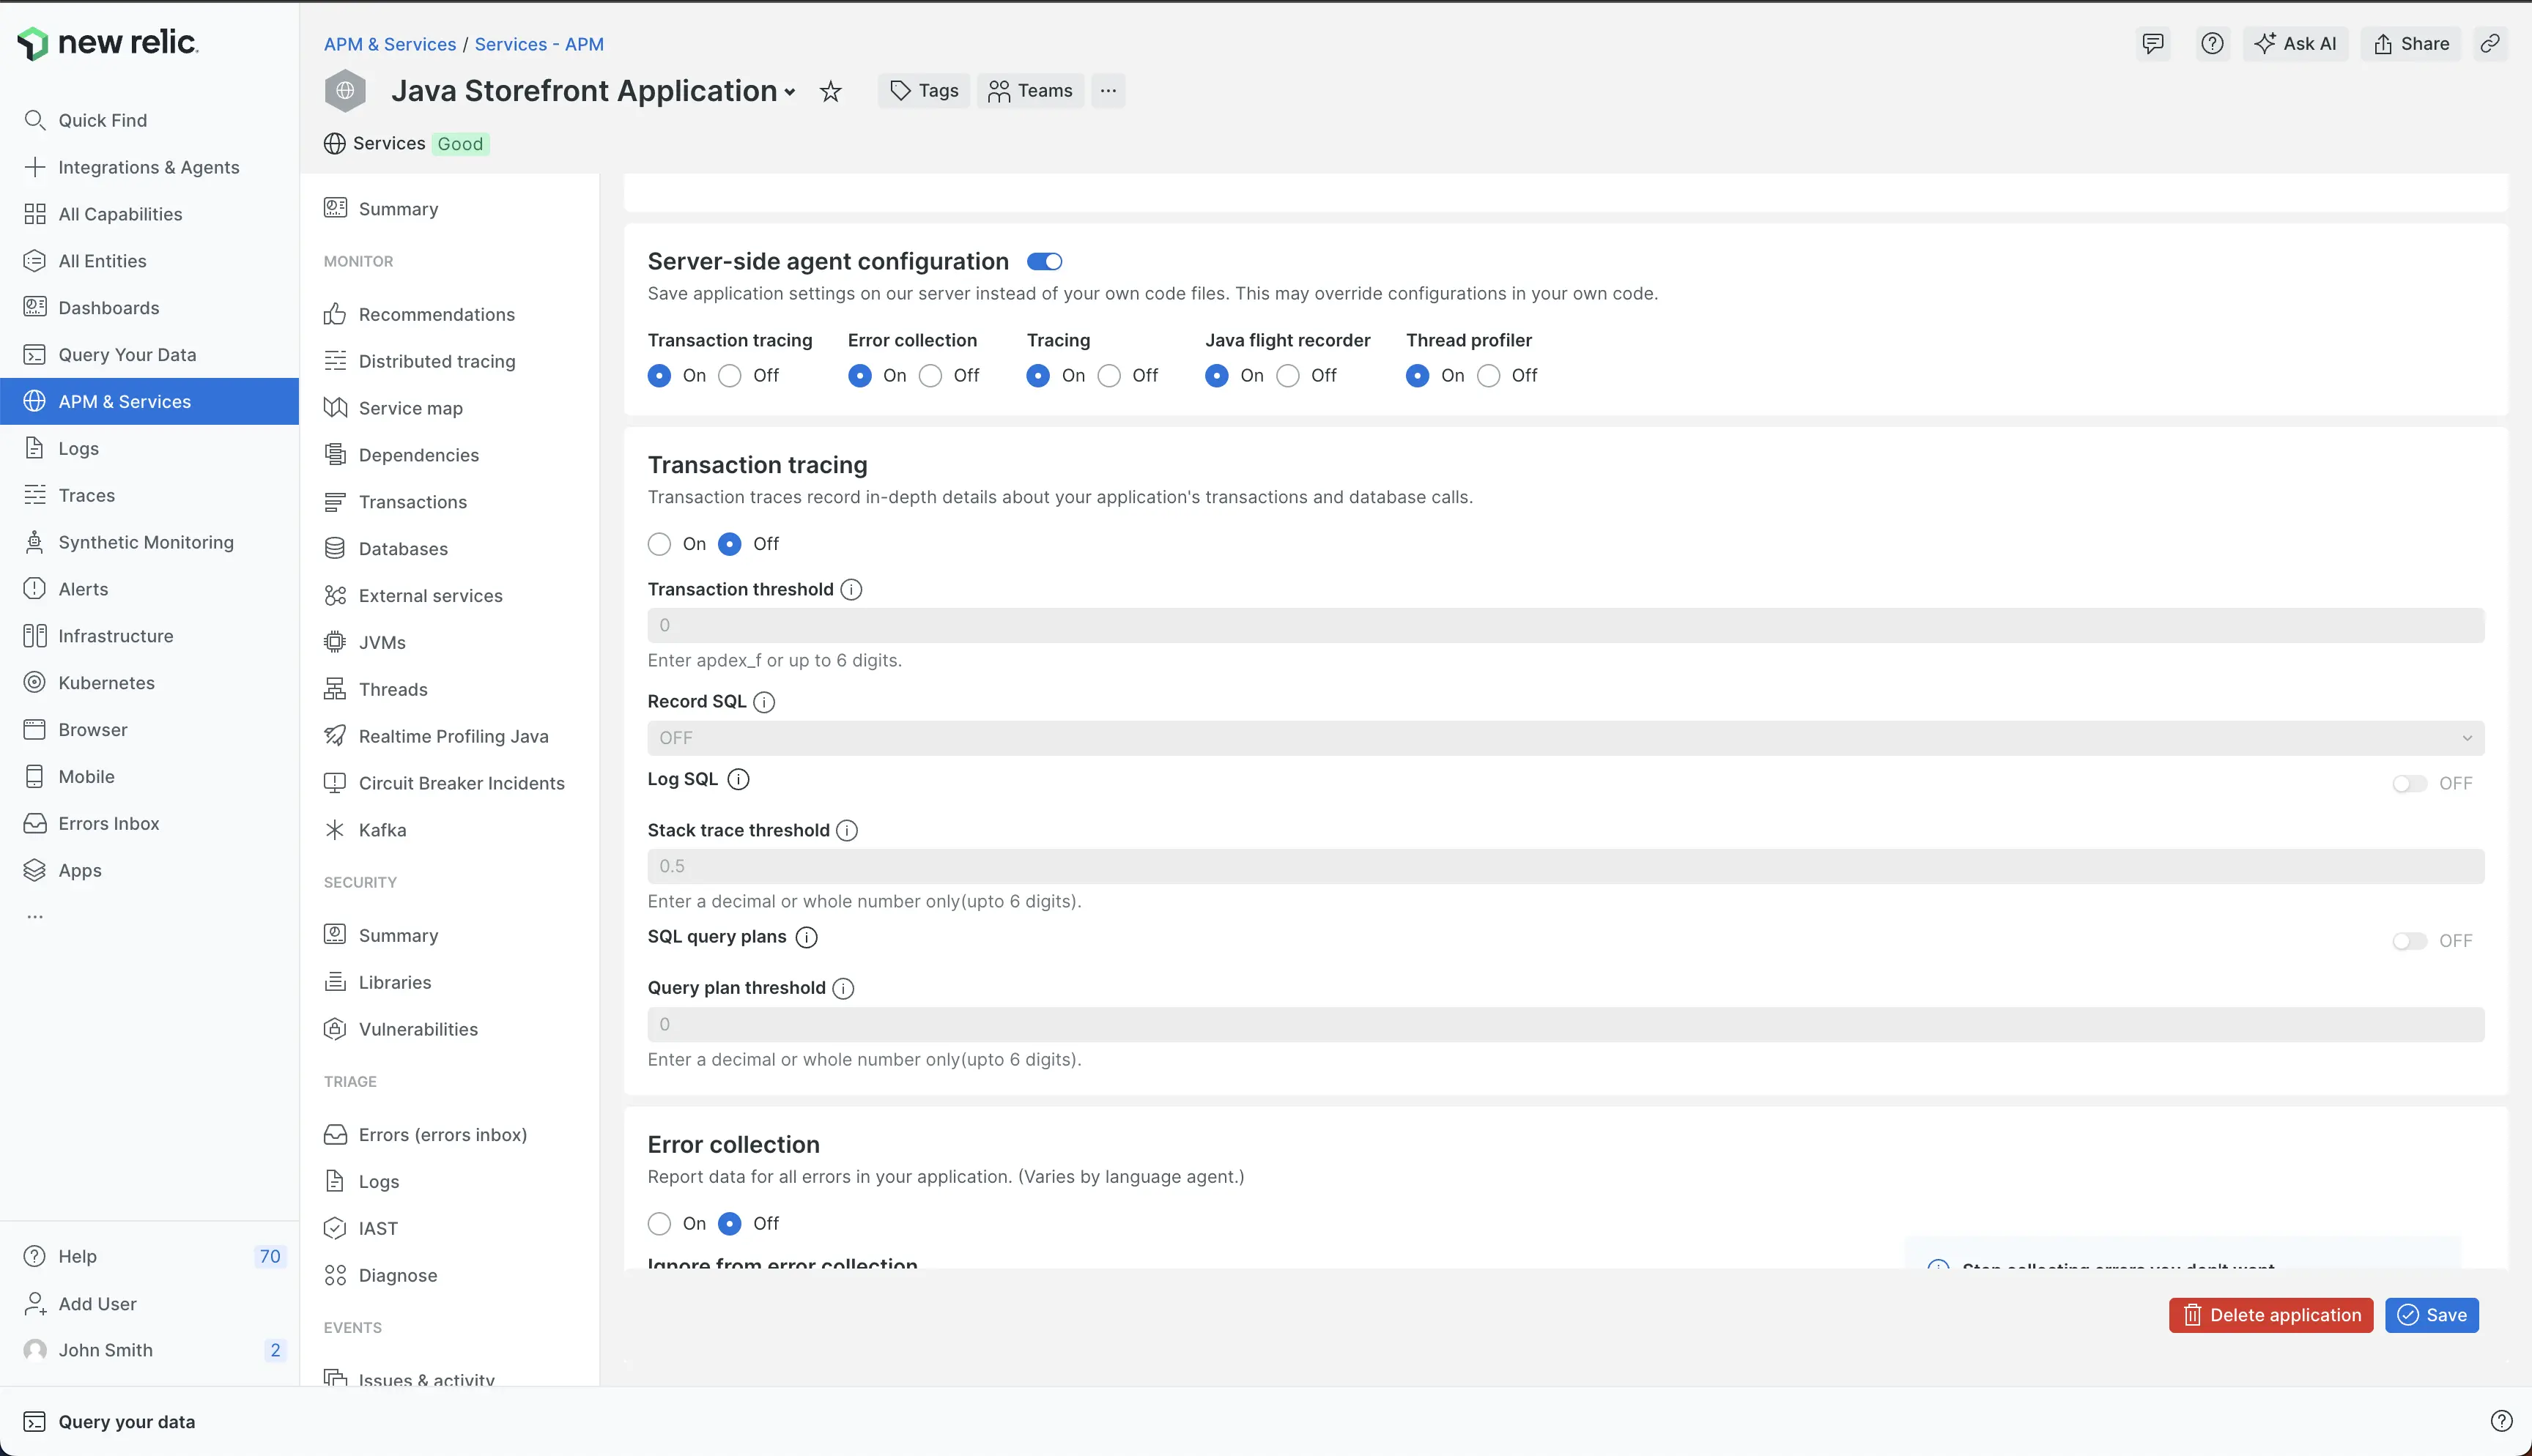 new relic.
Quick Find
Integrations & Agents
All Capabilities
All Entities
Dashboards
Query Your Data
APM & Services
Logs
Traces
Synthetic Monitoring
Alerts
Infrastructure
Kubernetes
Browser
Mobile
Errors Inbox
Apps
...
Help 70
Add User
John Smith 2
APM & Services / Services - APM
Ask AI
Share
Java Storefront Application
Tags
Teams
...
Services Good
Summary
MONITOR
Recommendations
Distributed tracing
Service map
Dependencies
Transactions
Databases
External services
JVMs
Threads
Realtime Profiling Java
Circuit Breaker Incidents
Kafka
SECURITY
Summary
Libraries
Vulnerabilities
TRIAGE
Errors (errors inbox)
Logs
IAST
Diagnose
EVENTS
Issues & activity
Server-side agent configuration
Save application settings on our server instead of your own code files. This may override configurations in your own code.
Transaction tracing Error collection Tracing Java flight recorder Thread profiler
On Off On Off On Off On Off On Off
Transaction tracing
Transaction traces record in-depth details about your application's transactions and database calls.
On Off
Transaction threshold
0
Enter apdex_f or up to 6 digits.
Record SQL
OFF
Log SQL OFF
Stack trace threshold
0.5
Enter a decimal or whole number only(upto 6 digits).
SQL query plans OFF
Query plan threshold
0
Enter a decimal or whole number only(upto 6 digits).
Error collection
Report data for all errors in your application. (Varies by language agent.)
On Off
Ignore from error collection
Stop collecting errors you don't want
Delete application
Save
Query your data